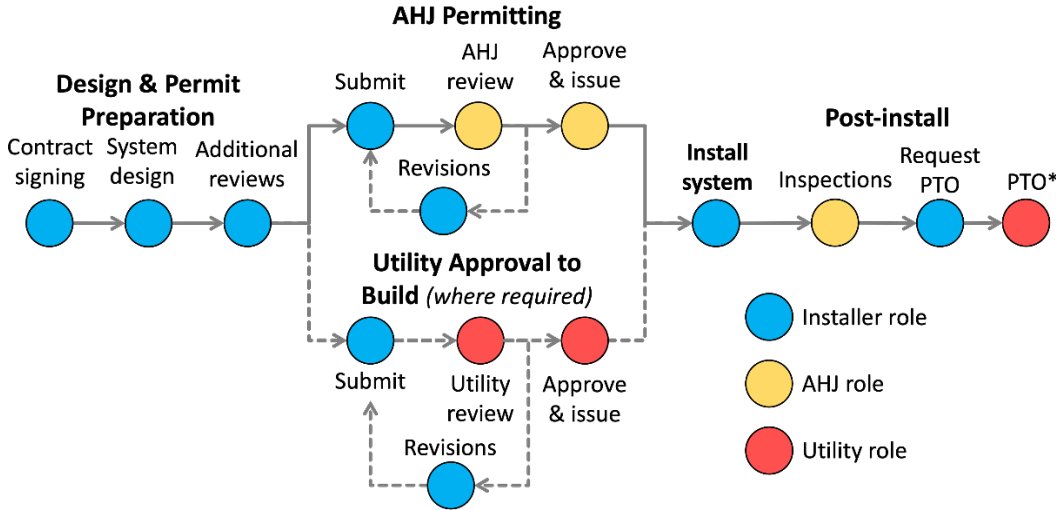 AHJ Permitting
Design & Permit
Preparation
Contract
signing
System
design
Additional
reviews
Submit
AHJ
review
Approve
& issue
Revisions
Utility Approval to
Build (where required)
Submit
Utility
review
Approve
& issue
Revisions
Install
system
Post-install
Inspections
Request
PTO
PTO*
Installer role
AHJ role
Utility role